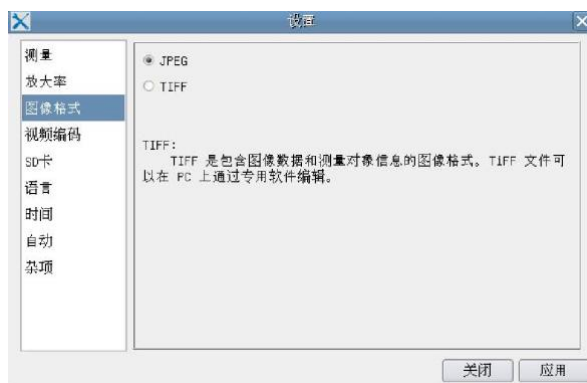 设置
测量
放大率
图像格式
视频编码
SD卡
语言
时间
自动
杂项
JPEG
TIFF
TIFF:
TIFF 是包含图像数据和测量对象信息的图像格式。TIFF 文件可
以在 PC 上通过专用软件编辑。
关闭
应用